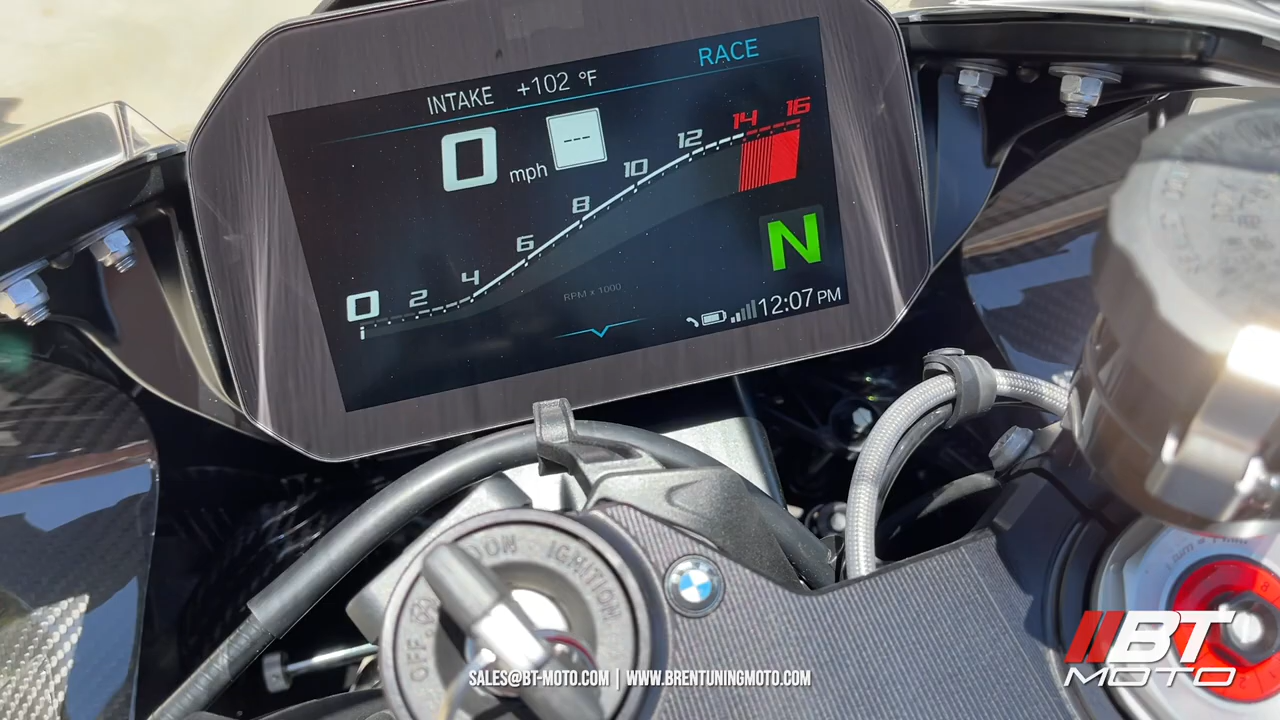 RACE
INTAKE +102 °F
0 mph ---
16
14
12
10
8
6
4
2
0
N
RPM x 1000
12:07 PM
ON · IGNITION
OFF
BT
MOTO
SALES@BT-MOTO.COM | WWW.BRENTUNINGMOTO.COM